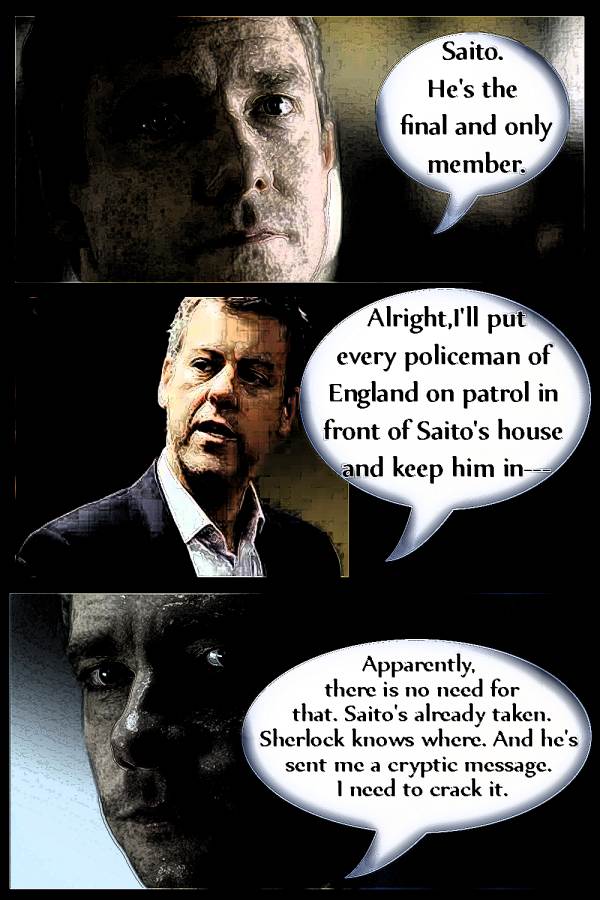 Saito.
He's the
final and only
member.
Alright,I'll put
every policeman of
England on patrol in
front of Saito's house
and keep him in---
Apparently,
there is no need for
that. Saito's already taken.
Sherlock knows where. And he's
sent me a cryptic message.
I need to crack it.